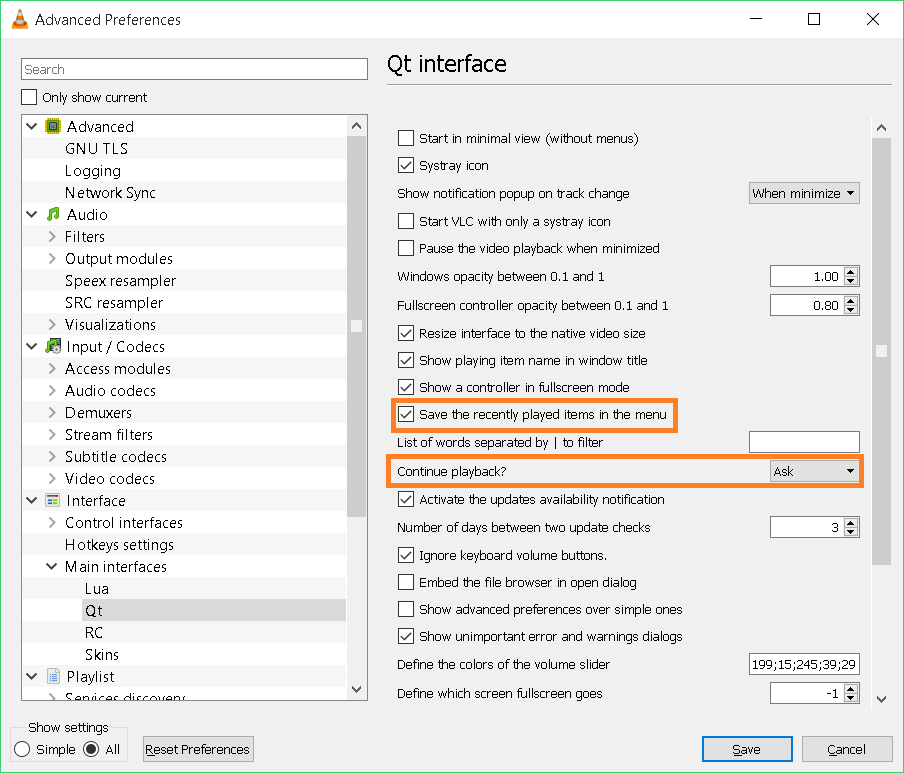 Advanced Preferences
Search
Only show current
Advanced
GNU TLS
Logging
Network Sync
Audio
Filters
Output modules
Speex resampler
SRC resampler
Visualizations
Input / Codecs
Access modules
Audio codecs
Demuxers
Stream filters
Subtitle codecs
Video codecs
Interface
Control interfaces
Hotkeys settings
Main interfaces
Lua
Qt
RC
Skins
Playlist
Services discovery
Show settings
Simple All
Reset Preferences
Qt interface
Start in minimal view (without menus)
Systray icon
Show notification popup on track change When minimize
Start VLC with only a systray icon
Pause the video playback when minimized
Windows opacity between 0.1 and 1 1.00
Fullscreen controller opacity between 0.1 and 1 0.80
Resize interface to the native video size
Show playing item name in window title
Show a controller in fullscreen mode
Save the recently played items in the menu
List of words separated by | to filter
Continue playback? Ask
Activate the updates availability notification
Number of days between two update checks 3
Ignore keyboard volume buttons.
Embed the file browser in open dialog
Show advanced preferences over simple ones
Show unimportant error and warnings dialogs
Define the colors of the volume slider 199;15;245;39;29
Define which screen fullscreen goes -1
Save Cancel